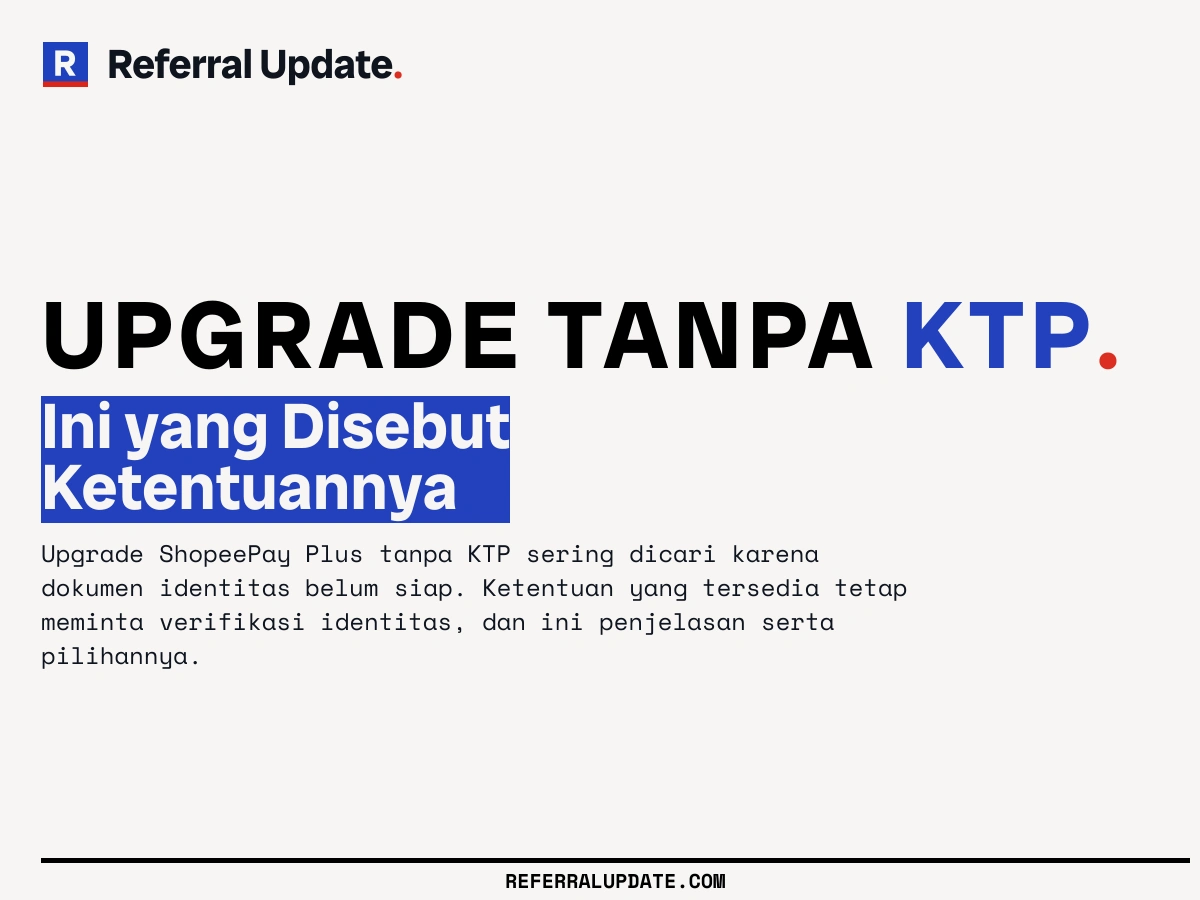 R Referral Update.
UPGRADE TANPA KTP.
Ini yang Disebut
Ketentuannya
Upgrade ShopeePay Plus tanpa KTP sering dicari karena
dokumen identitas belum siap. Ketentuan yang tersedia tetap
meminta verifikasi identitas, dan ini penjelasan serta
pilihannya.
REFERRALUPDATE.COM